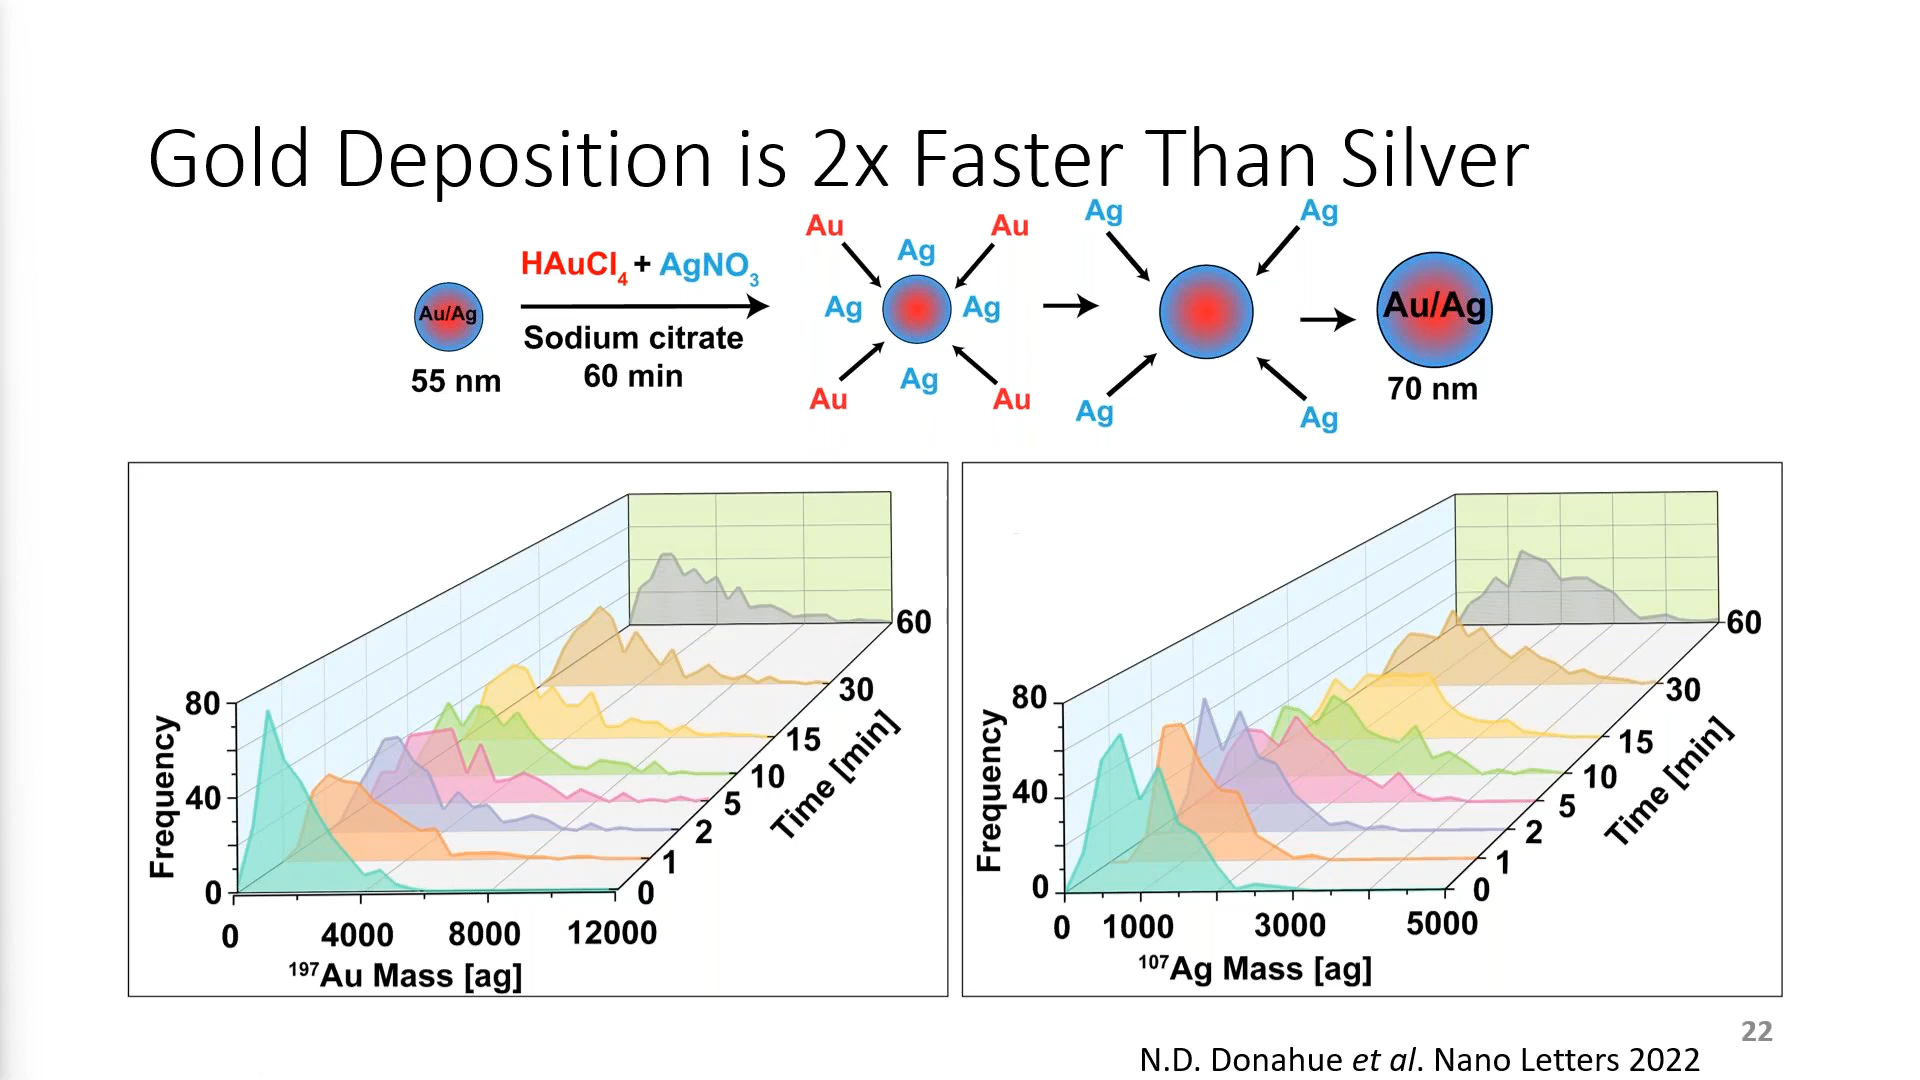 Gold Deposition is 2x Faster Than Silver
Au/Ag
55 nm
HAuCl4 + AgNO3
Sodium citrate
60 min
Au Au
Ag
Ag Ag
Ag
Au Au
Ag Ag
Ag Ag
Au/Ag
70 nm
Frequency
80
40
0
0 4000 8000 12000
197Au Mass [ag]
0
1
2
5
10
15
30
60
Time [min]
Frequency
80
40
0
0 1000 3000 5000
107Ag Mass [ag]
0
1
2
5
10
15
30
60
Time [min]
22
N.D. Donahue et al. Nano Letters 2022